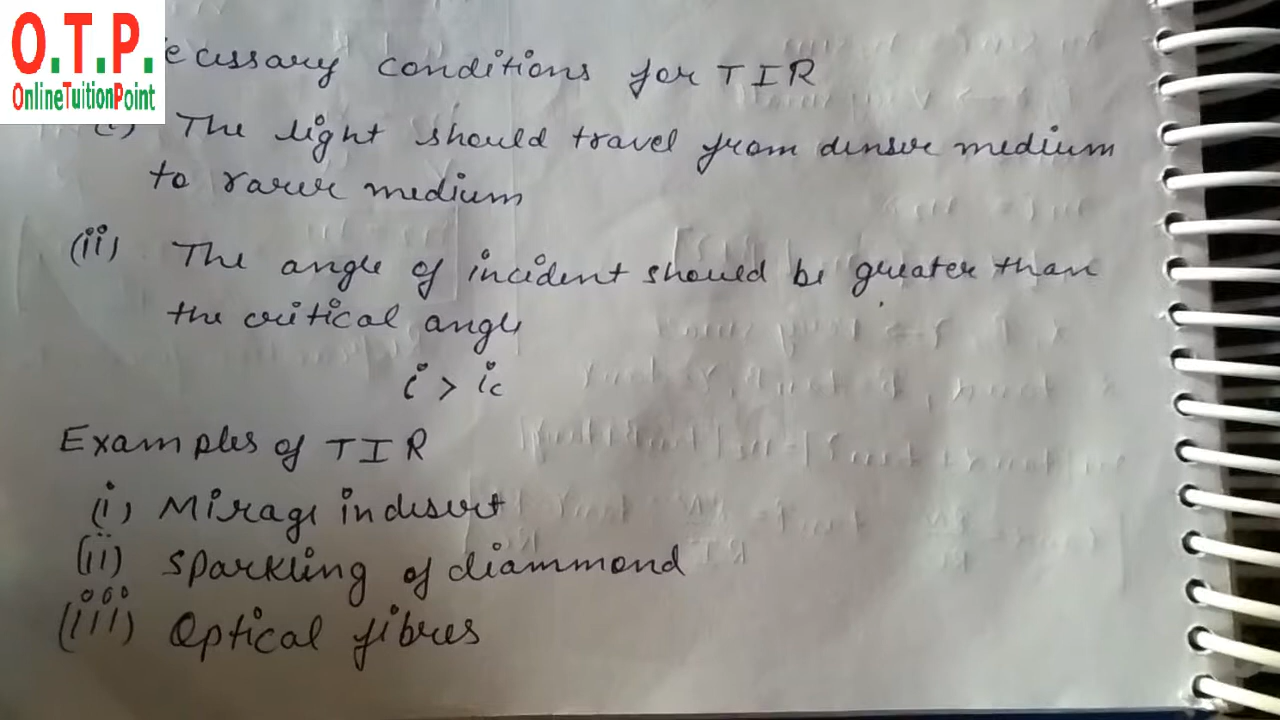 O.T.P.
OnlineTuitionPoint
ecessary conditions for TIR
(i) The light should travel from denser medium
to rarer medium
(ii) The angle of incident should be greater than
the critical angle
i > ic
Examples of TIR
(i) Mirage in desert
(ii) Sparkling of diammond
(iii) Optical fibres